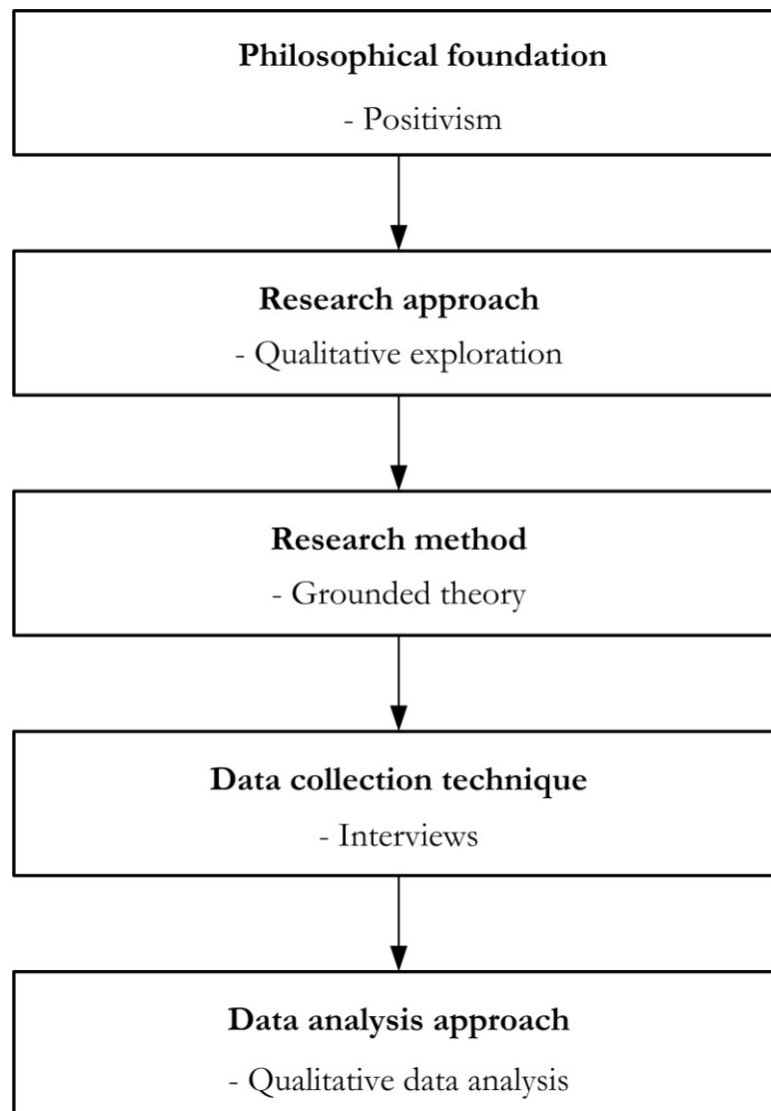 Philosophical foundation
- Positivism
Research approach
- Qualitative exploration
Research method
- Grounded theory
Data collection technique
- Interviews
Data analysis approach
- Qualitative data analysis